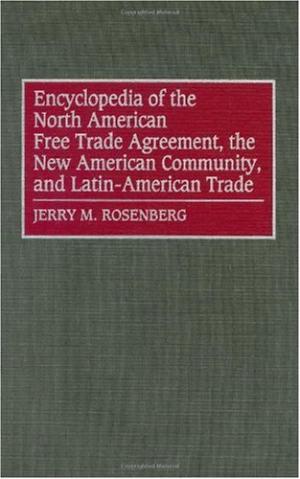 Encyclopedia of the
North American
Free Trade Agreement, the
New American Community,
and Latin-American Trade
JERRY M. ROSENBERG